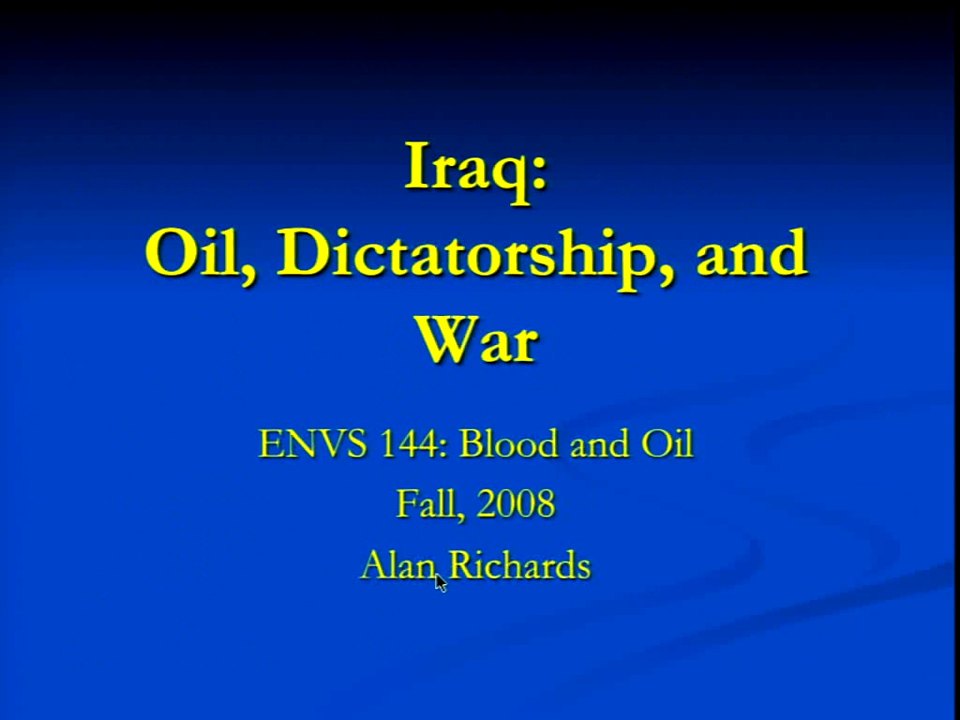 Iraq:
Oil, Dictatorship, and
War
ENVS 144: Blood and Oil
Fall, 2008
Alan Richards